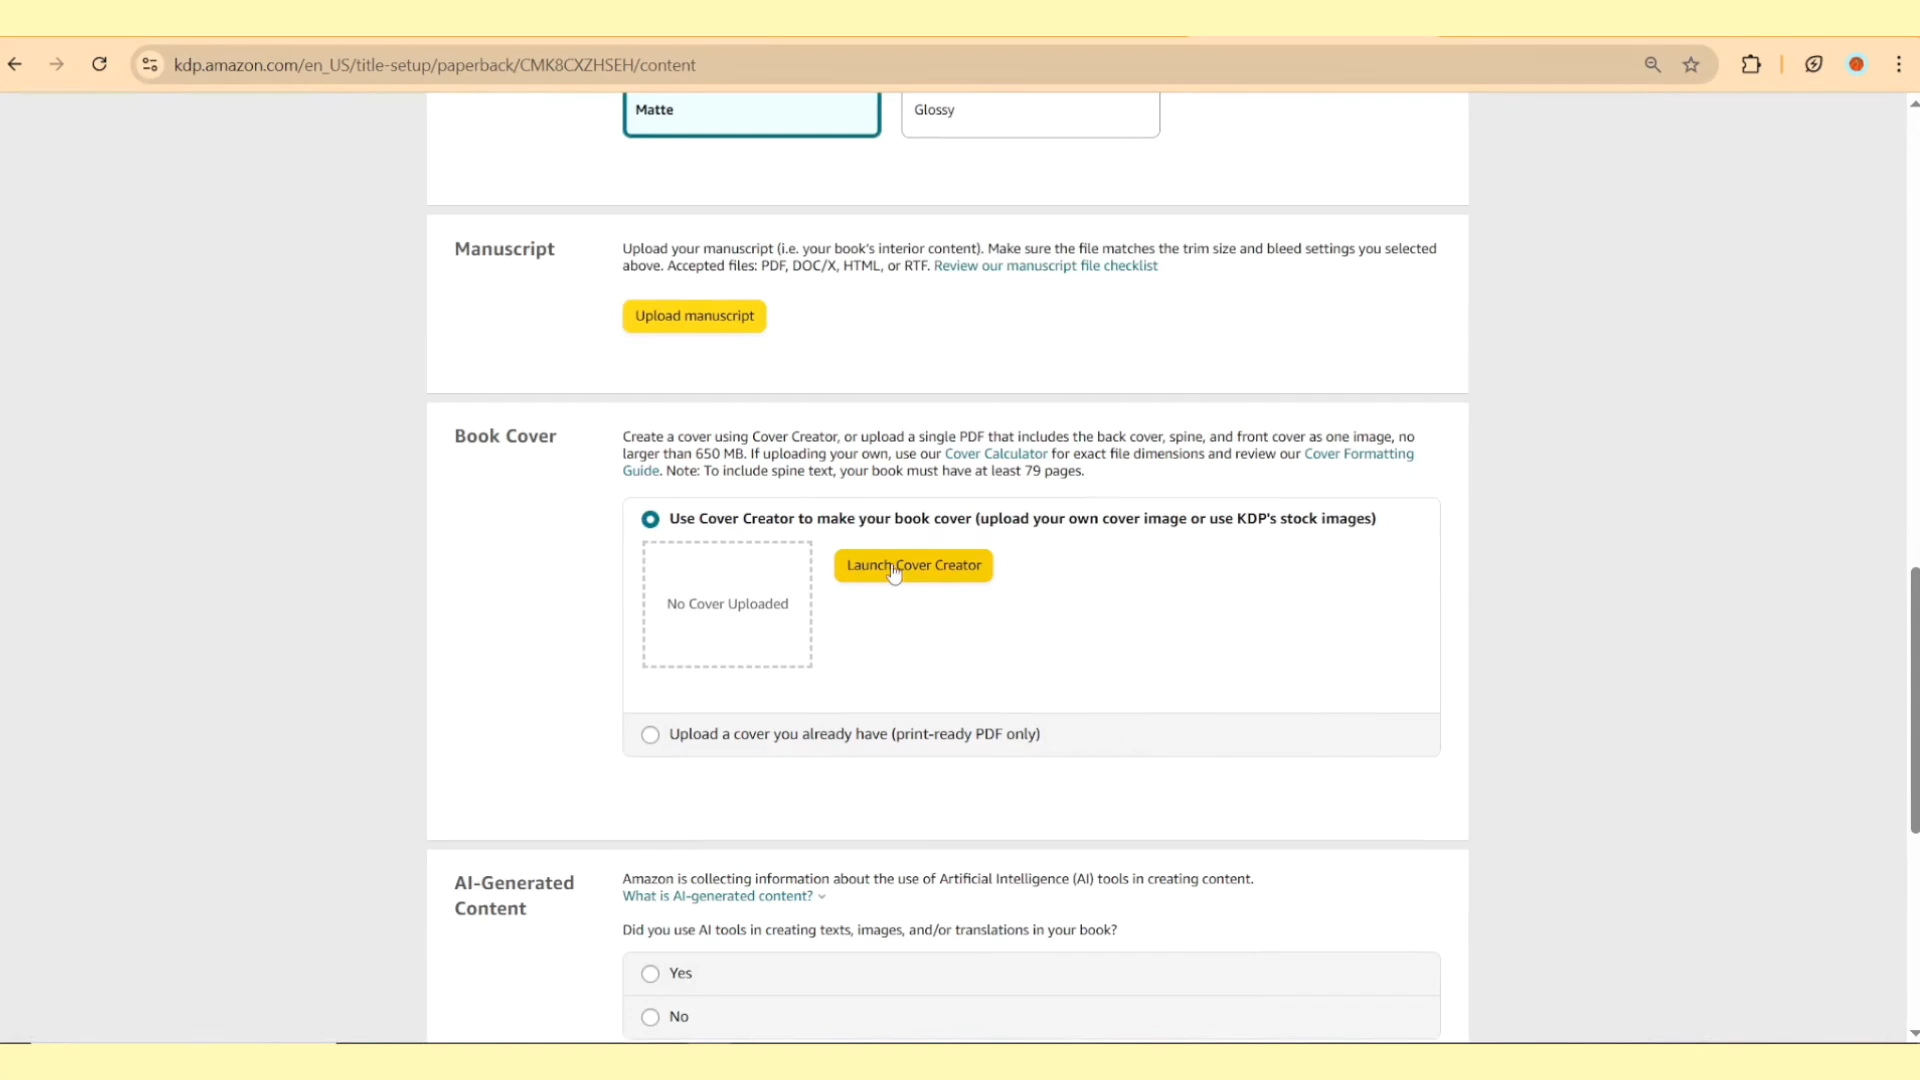 kdp.amazon.com/en_US/title-setup/paperback/CMK8CXZHSEH/content
Matte
Glossy
Manuscript
Upload your manuscript (i.e. your book's interior content). Make sure the file matches the trim size and bleed settings you selected
above. Accepted files: PDF, DOC/X, HTML, or RTF. Review our manuscript file checklist
Upload manuscript
Book Cover
Create a cover using Cover Creator, or upload a single PDF that includes the back cover, spine, and front cover as one image, no
larger than 650 MB. If uploading your own, use our Cover Calculator for exact file dimensions and review our Cover Formatting
Guide. Note: To include spine text, your book must have at least 79 pages.
Use Cover Creator to make your book cover (upload your own cover image or use KDP's stock images)
Launch Cover Creator
No Cover Uploaded
Upload a cover you already have (print-ready PDF only)
AI-Generated
Content
Amazon is collecting information about the use of Artificial Intelligence (AI) tools in creating content.
What is AI-generated content?
Did you use AI tools in creating texts, images, and/or translations in your book?
Yes
No